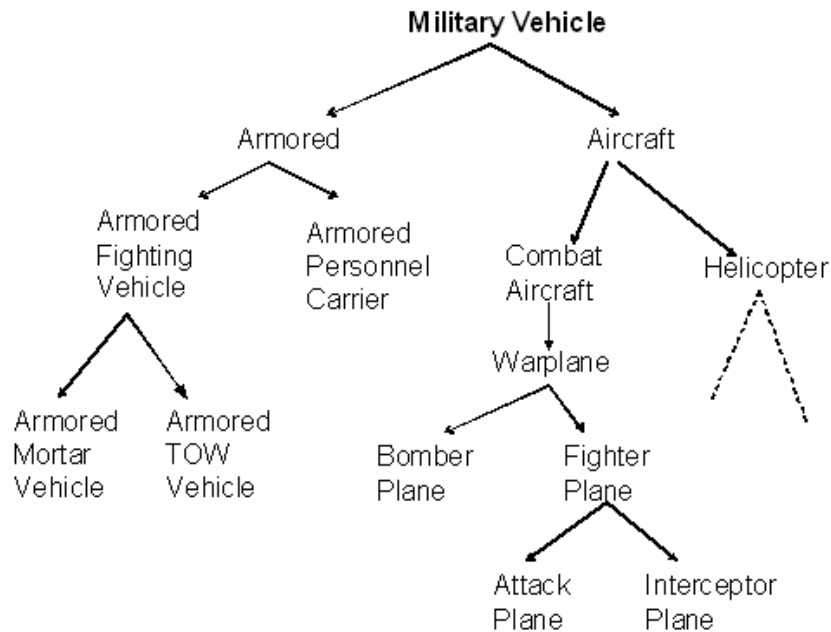 Military Vehicle
Armored
Aircraft
Armored
Fighting
Vehicle
Armored
Personnel
Carrier
Combat
Aircraft
Helicopter
Warplane
Armored
Mortar
Vehicle
Armored
TOW
Vehicle
Bomber
Plane
Fighter
Plane
Attack
Plane
Interceptor
Plane